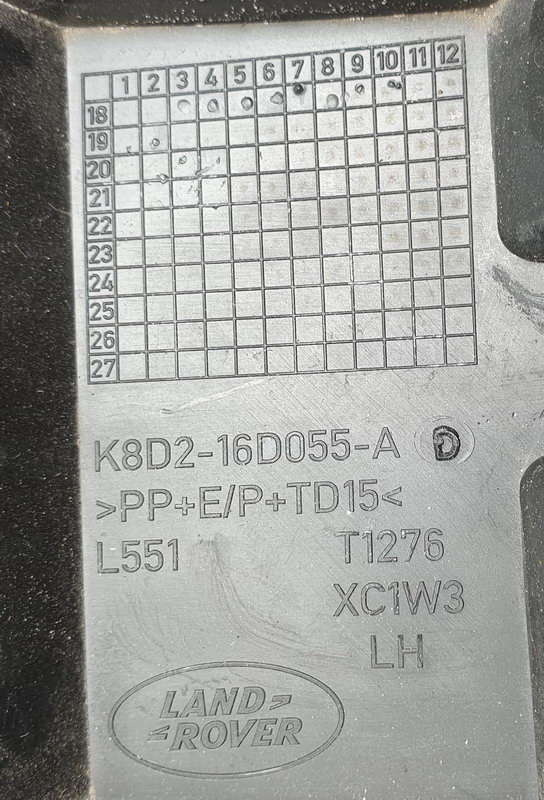 1 2 3 4 5 6 7 8 9 10 11 12
18
19
20
21
22
23
24
25
26
27
K8D2-16D055-A D
>PP+E/P+TD15<
L551 T1276
XC1W3
LH
LAND
ROVER